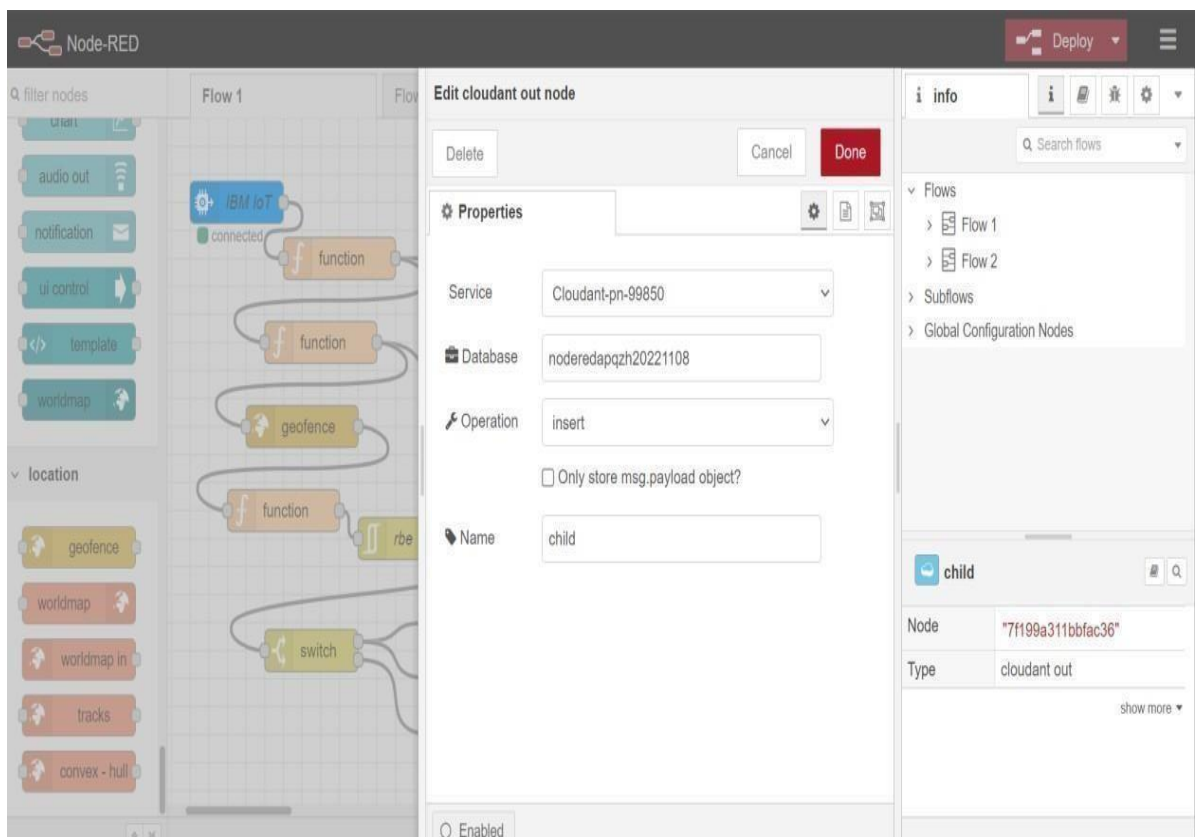 Node-RED
Deploy
filter nodes
chart
audio out
notification
ui control
template
worldmap
location
geofence
worldmap
worldmap in
tracks
convex - hull
Flow 1
Flow
IBM IoT
connected
function
function
geofence
function
rbe
switch
Edit cloudant out node
Delete
Cancel
Done
Properties
Service
Cloudant-pn-99850
Database
noderedapqzh20221108
Operation
insert
Only store msg.payload object?
Name
child
Enabled
i info
i
Search flows
Flows
Flow 1
Flow 2
Subflows
Global Configuration Nodes
child
Node
"7f199a311bbfac36"
Type
cloudant out
show more